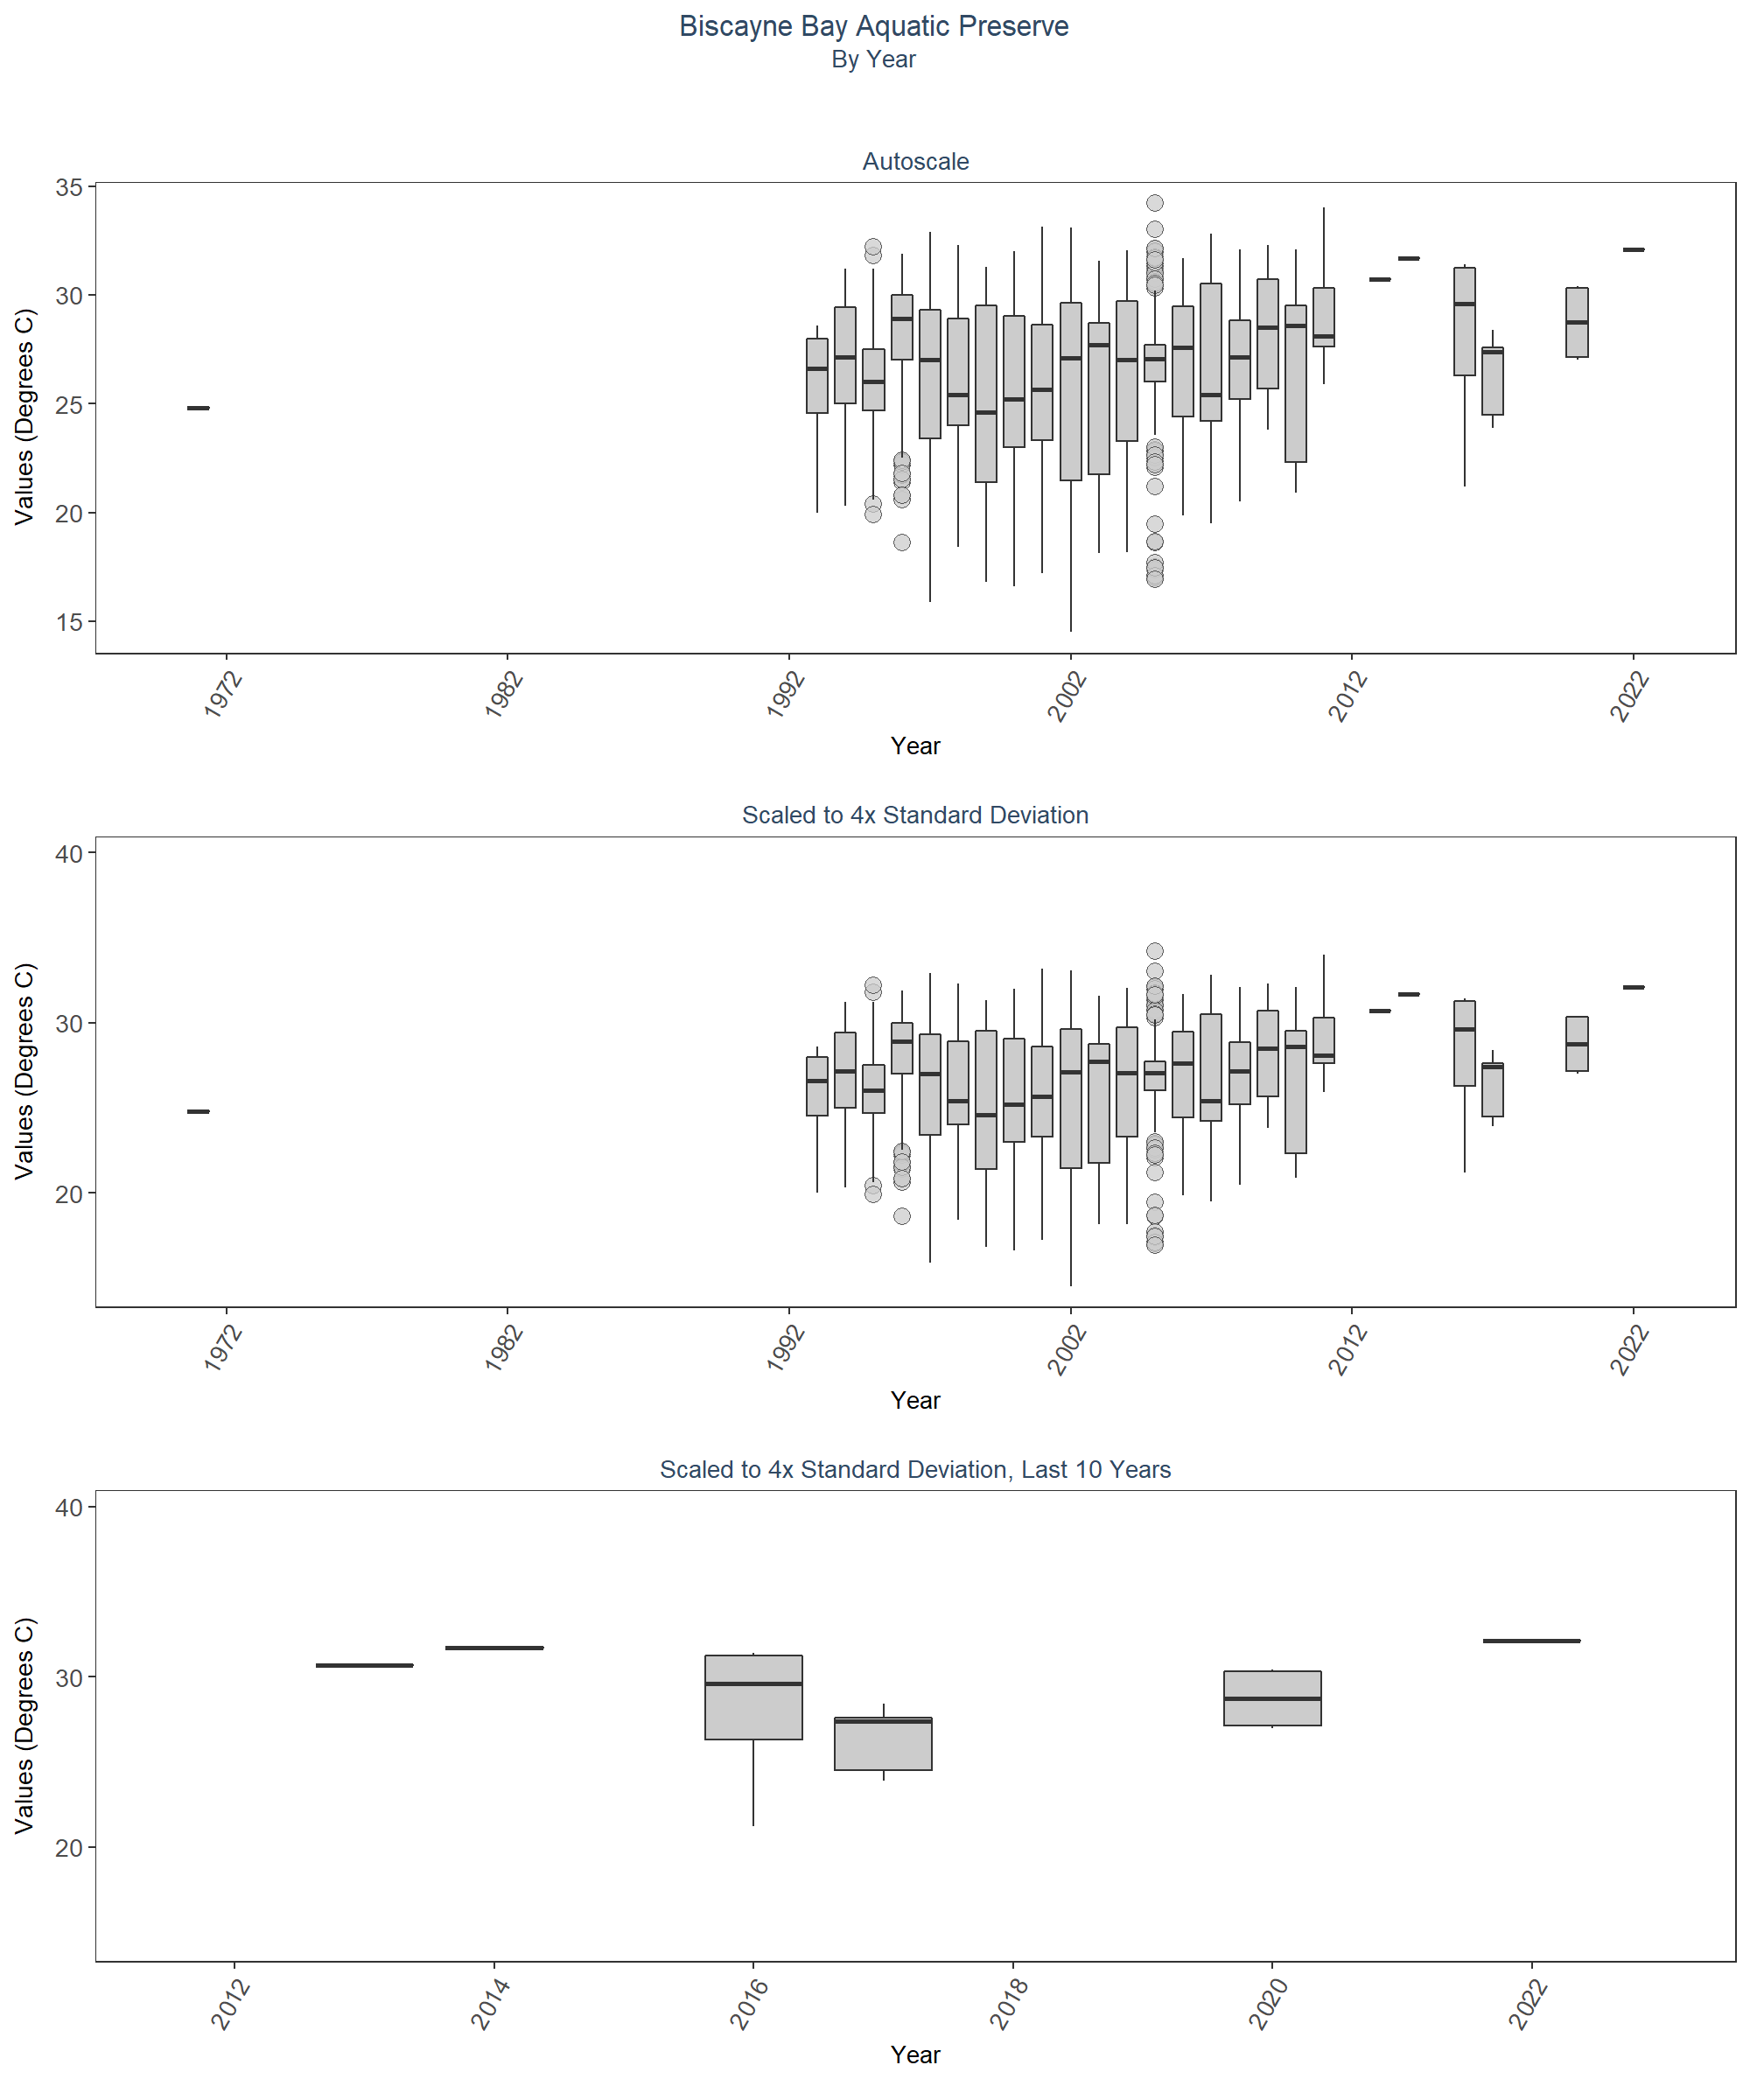 Biscayne Bay Aquatic Preserve
By Year
Autoscale
Values (Degrees C)
35
30
25
20
15
1972
1982
1992
2002
2012
2022
Year
Scaled to 4x Standard Deviation
Values (Degrees C)
40
30
20
1972
1982
1992
2002
2012
2022
Year
Scaled to 4x Standard Deviation, Last 10 Years
Values (Degrees C)
40
30
20
2012
2014
2016
2018
2020
2022
Year